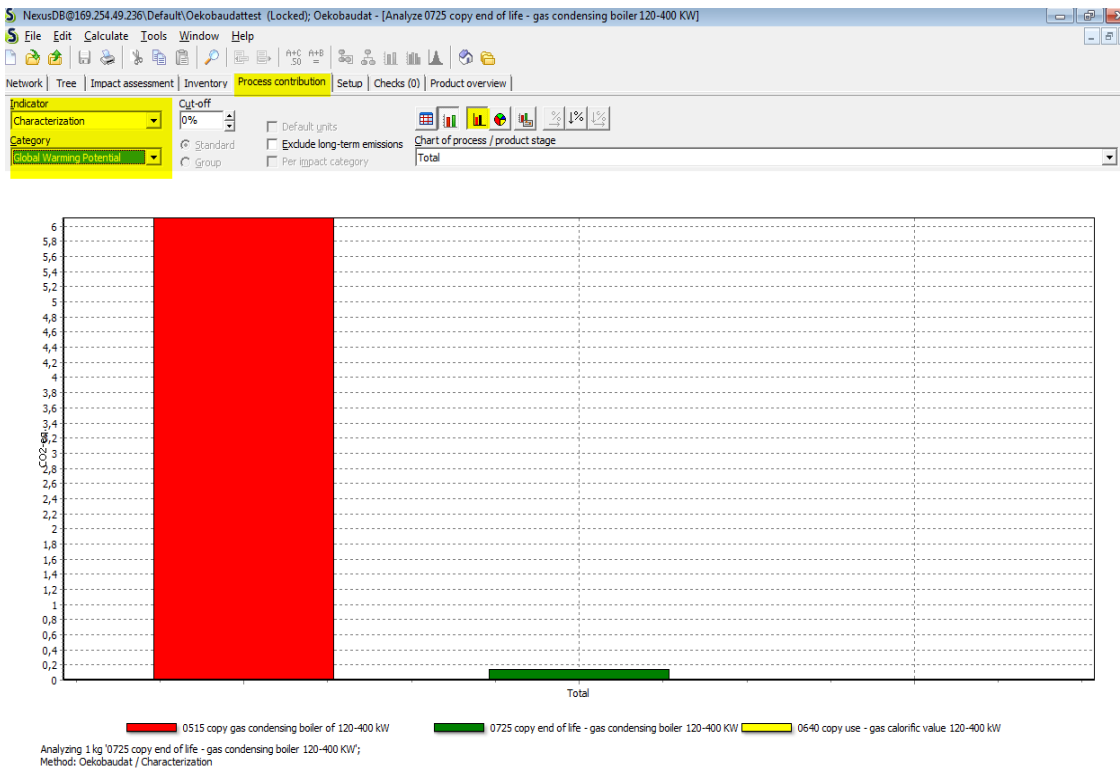 NexusDB@169.254.49.236\Default\Oekobaudattest (Locked); Oekobaudat - [Analyze 0725 copy end of life - gas condensing boiler 120-400 KW]
File Edit Calculate Tools Window Help
A+C .50 A+B =
Network Tree Impact assessment Inventory Process contribution Setup Checks (0) Product overview
Indicator Cut-off
Characterization 0% Default units
Category Standard Exclude long-term emissions Chart of process / product stage
Global Warming Potential Group Per impact category Total
6
5,8
5,6
5,4
5,2
5
4,8
4,6
4,4
4,2
4
3,8
3,6
3,4
3,2
CO2-eq.
3
2,8
2,6
2,4
2,2
2
1,8
1,6
1,4
1,2
1
0,8
0,6
0,4
0,2
0
Total
0515 copy gas condensing boiler of 120-400 kW 0725 copy end of life - gas condensing boiler 120-400 KW 0640 copy use - gas calorific value 120-400 kW
Analyzing 1 kg '0725 copy end of life - gas condensing boiler 120-400 KW';
Method: Oekobaudat / Characterization